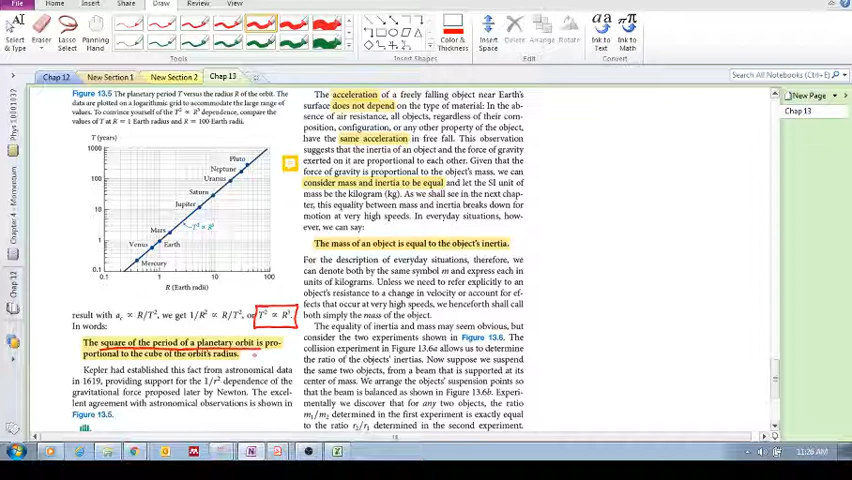 File
Home
Insert
Share
Draw
Review
View
Select & Type
Eraser
Lasso Select
Panning Hand
Color & Thickness
Insert Space
Delete
Arrange
Rotate
Ink to Text
Ink to Math
Tools
Insert Shapes
Convert
Chap 12
New Section 1
New Section 2
Chap 13
Search All Notebooks (Ctrl+E)
New Page
Chap 13
Chapter 4 - Momentum
Chap 12
Figure 13.5 The planetary period T versus the radius R of the orbit. The
data are plotted on a logarithmic grid to accommodate the large range of
values. To convince yourself of the T² ∝ R³ dependence, compare the
values of T at R = 1 Earth radii and R = 100 Earth radii.
T (years)
1000
100
10
1
0.1
Pluto
Neptune
Uranus
Saturn
Jupiter
T² ∝ R³
Mars
Venus
Earth
Mercury
0.1
1
10
100
R (Earth radii)
result with aₑ ∝ R/T², we get 1/R² ∝ R/T², or T² ∝ R³.
In words:
The square of the period of a planetary orbit is pro-
portional to the cube of the orbit's radius.
Kepler had established this fact from astronomical data
in 1619, providing support for the 1/r² dependence of the
gravitational force proposed later by Newton. The excel-
lent agreement with astronomical observations is shown in
Figure 13.5.
The acceleration of a freely falling object near Earth's
surface does not depend on the type of material: In the ab-
sence of air resistance, all objects, regardless of their com-
position, configuration, or any other property of the object,
have the same acceleration in free fall. This observation
suggests that the inertia of an object and the force of gravity
exerted on it are proportional to each other. Given that the
force of gravity is proportional to the object's mass, we can
consider mass and inertia to be equal and let the SI unit of
mass be the kilogram (kg). As we shall see in the next chap-
ter, this equality between mass and inertia breaks down for
motion at very high speeds. In everyday situations, how-
ever, we can say:
The mass of an object is equal to the object's inertia.
For the description of everyday situations, therefore, we
can denote both by the same symbol m and express each in
units of kilograms. Unless we need to refer explicitly to an
object's resistance to a change in velocity or account for ef-
fects that occur at very high speeds, we henceforth shall call
both simply the mass of the object.
The equality of inertia and mass may seem obvious, but
consider the two experiments shown in Figure 13.6. The
collision experiment in Figure 13.6a allows us to determine
the ratio of the objects' inertias. Now suppose we suspend
the same two objects, from a beam that is supported at its
center of mass. We arrange the objects' suspension points so
that the beam is balanced as shown in Figure 13.6b. Experi-
mentally we discover that for any two objects, the ratio
m₁/m₂ determined in the first experiment is exactly equal
to the ratio r₂/r₁ determined in the second experiment.
11:26 AM